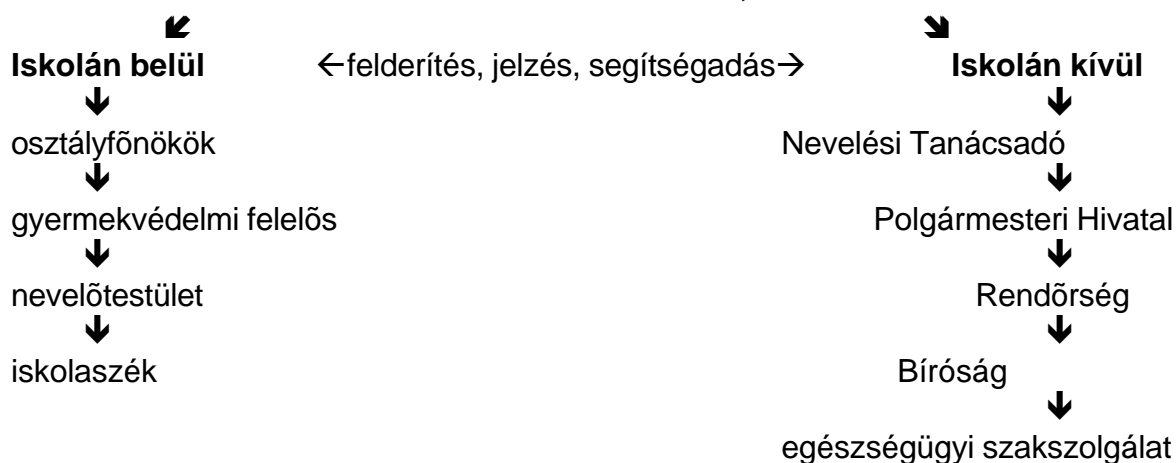 Iskolán belül ←felderítés, jelzés, segítségadás→ Iskolán kívül
osztályfõnökök Nevelési Tanácsadó
gyermekvédelmi felelõs Polgármesteri Hivatal
nevelõtestület Rendõrség
iskolaszék Bíróság
egészségügyi szakszolgálat